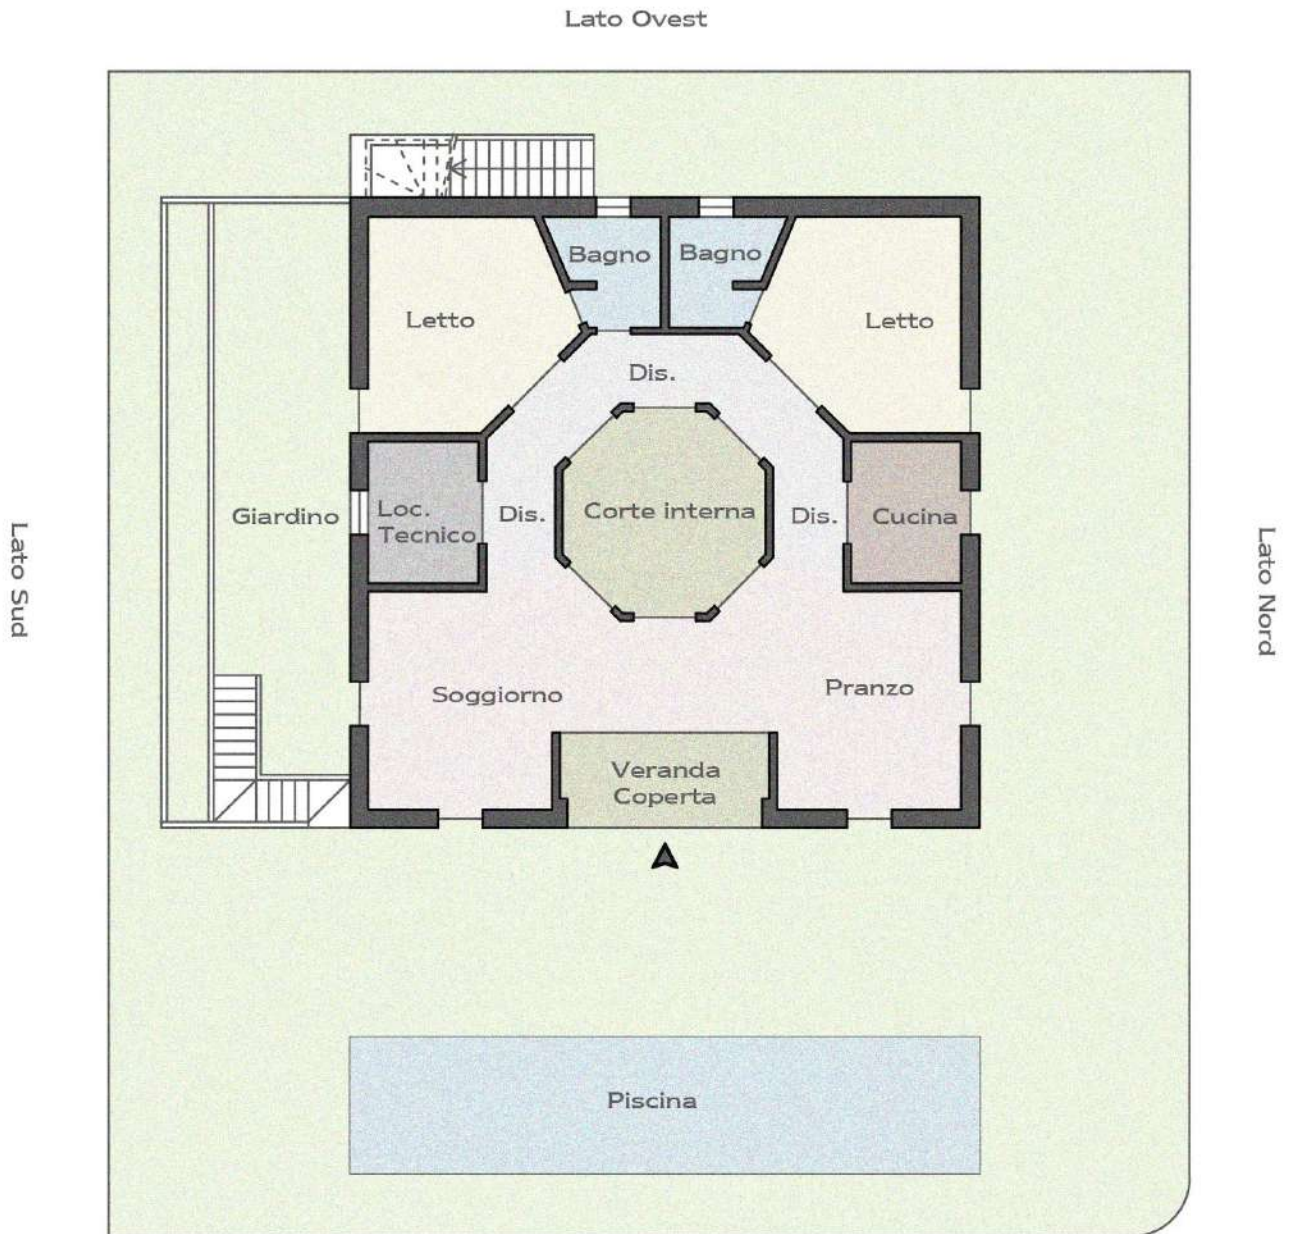 Lato Ovest
Bagno
Bagno
Letto
Letto
Dis.
Giardino
Loc.
Tecnico
Dis.
Corte interna
Dis.
Cucina
Lato Sud
Lato Nord
Soggiorno
Pranzo
Veranda
Coperta
Piscina